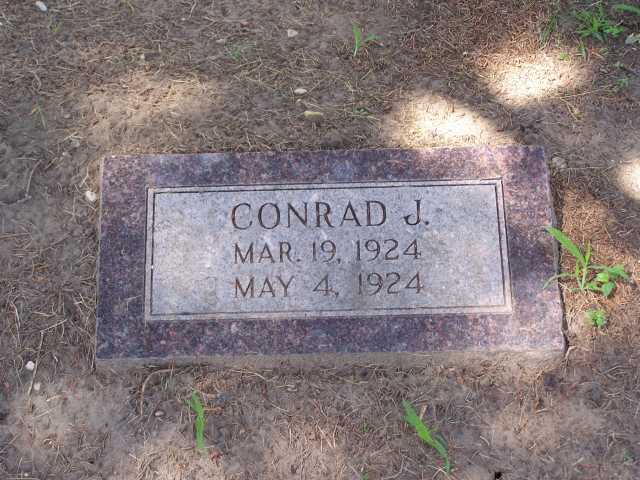 CONRAD J.
MAR. 19, 1924
MAY 4, 1924